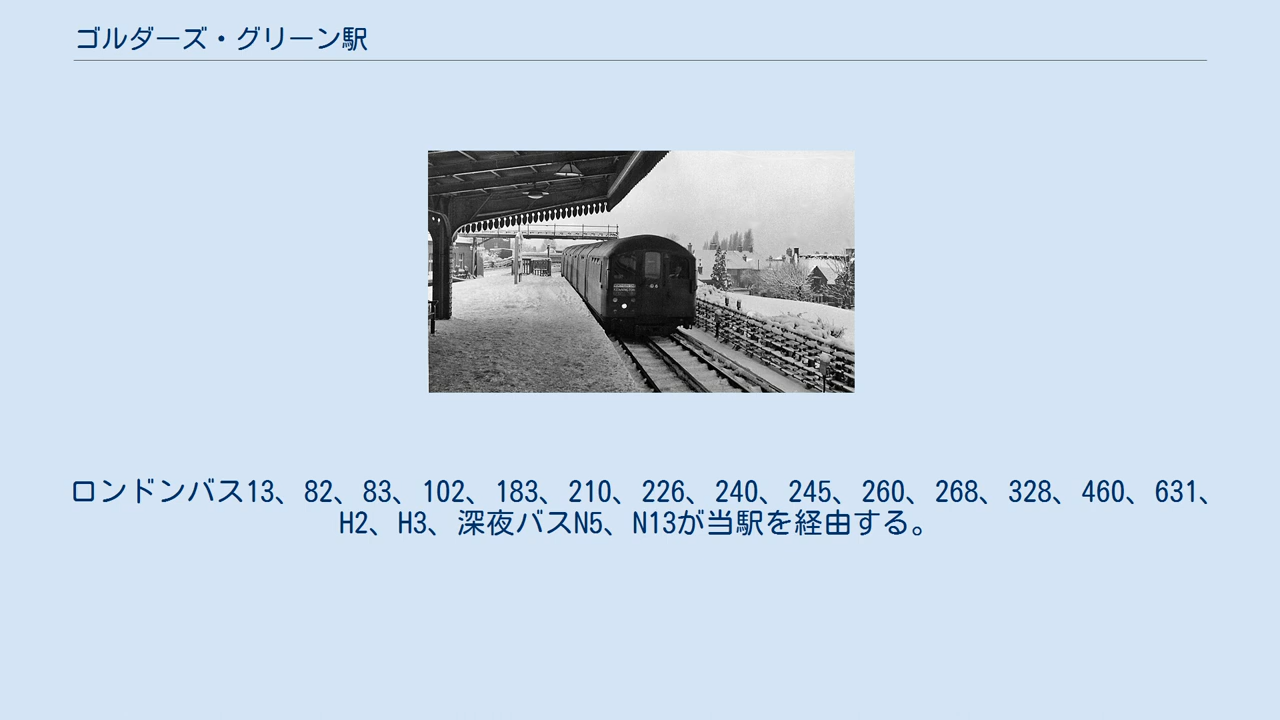 ゴルダーズ・グリーン駅
ロンドンバス13、82、83、102、183、210、226、240、245、260、268、328、460、631、
H2、H3、深夜バスN5、N13が当駅を経由する。